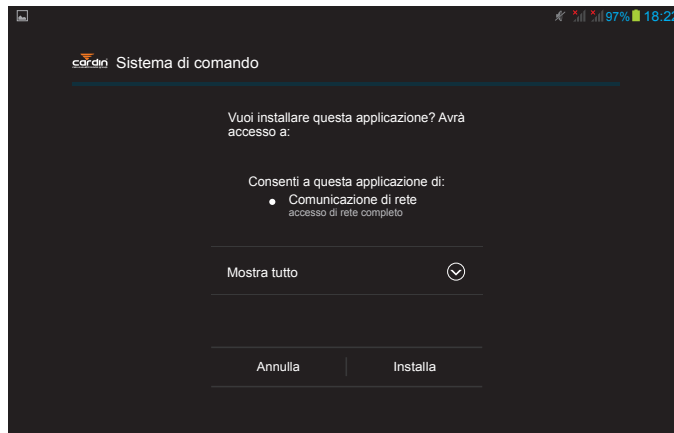 97% 18:22
cardin Sistema di comando
Vuoi installare questa applicazione? Avrà
accesso a:
Consenti a questa applicazione di:
● Comunicazione di rete
accesso di rete completo
Mostra tutto
Annulla Installa